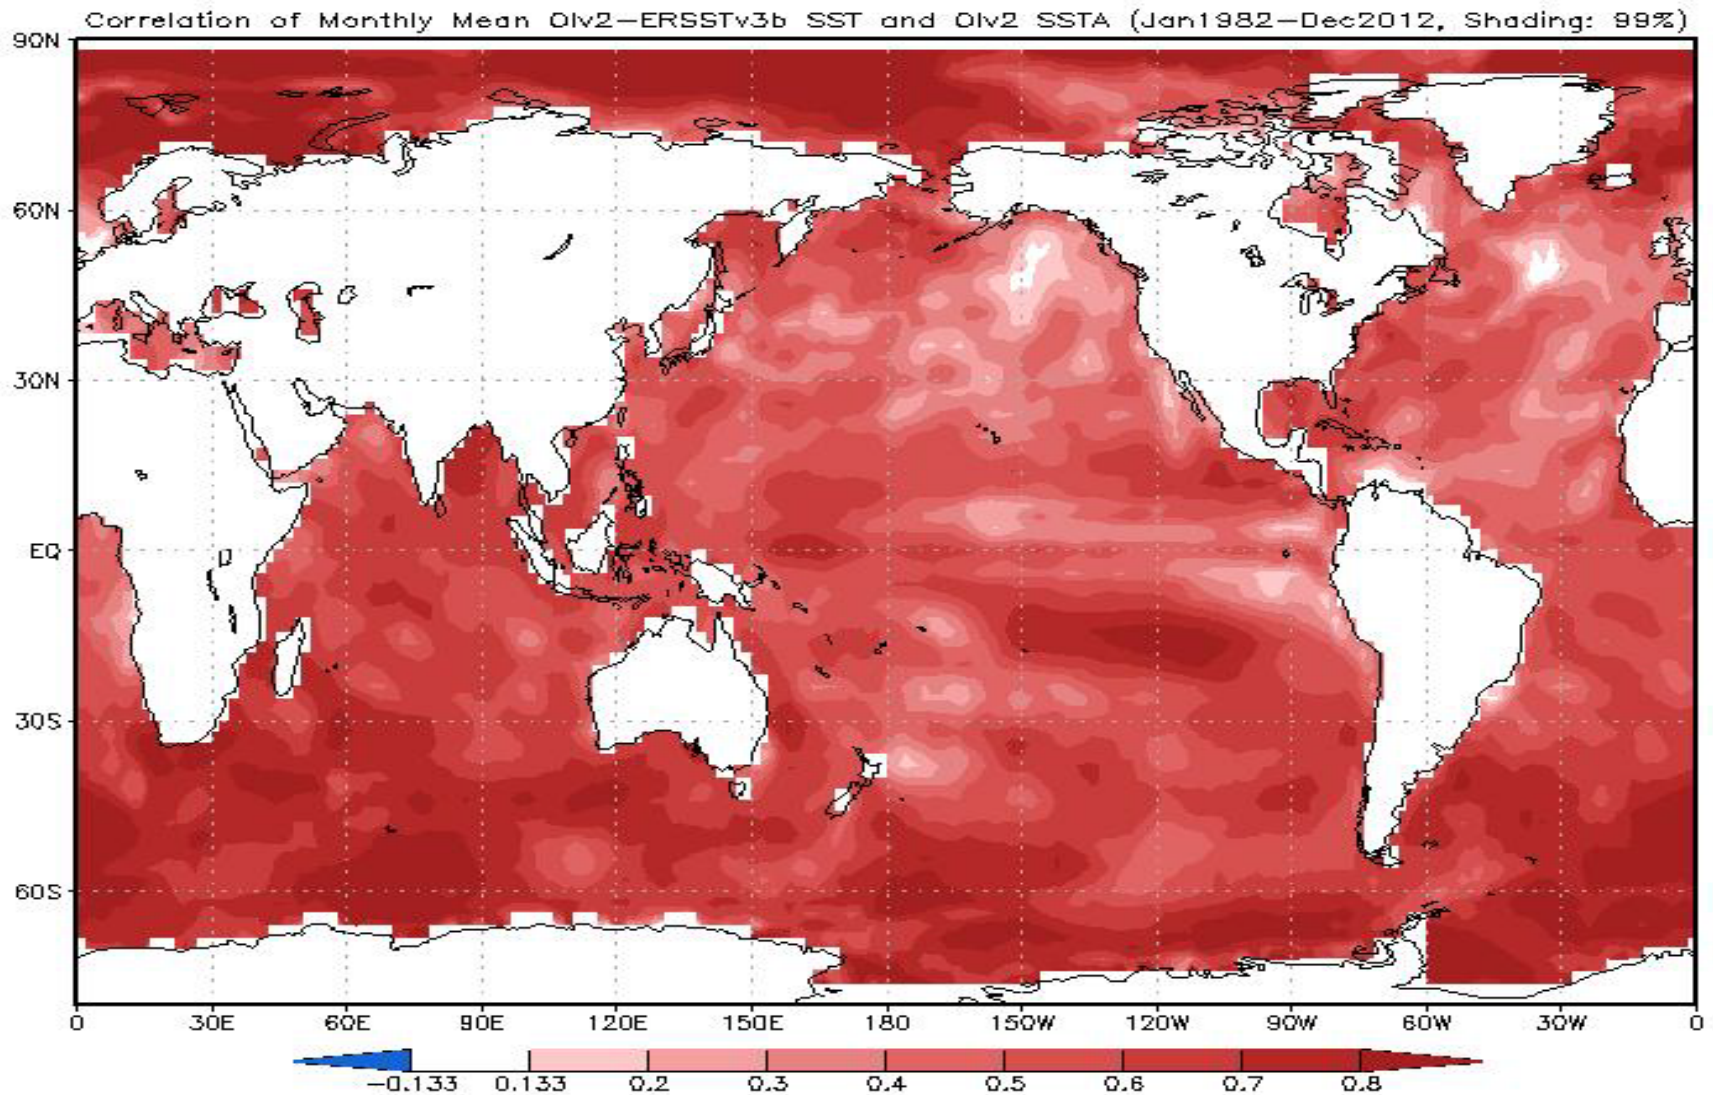 Correlation of Monthly Mean OIv2-ERSSTv3b SST and OIv2 SSTA (Jan1982-Dec2012, Shading: 99%)
90N
60N
30N
EQ
30S
60S
0 30E 60E 90E 120E 150E 180 150W 120W 90W 60W 30W 0
-0.133 0.133 0.2 0.3 0.4 0.5 0.6 0.7 0.8